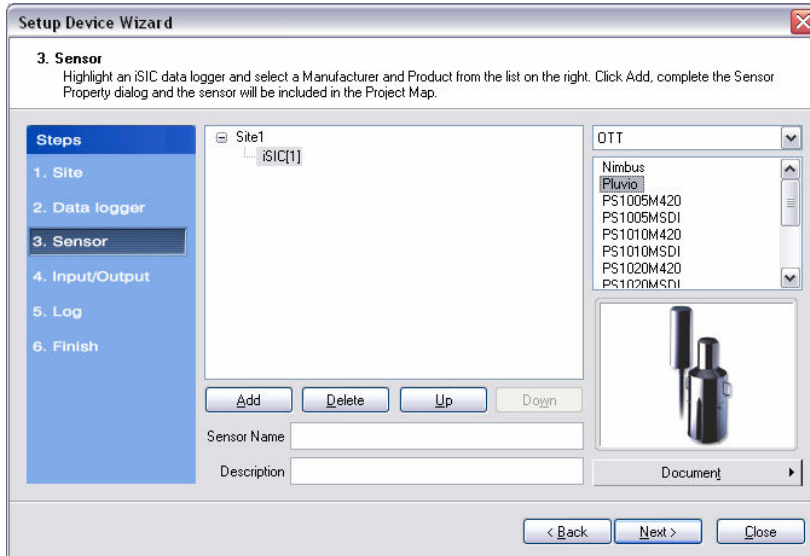 Setup Device Wizard
3. Sensor
Highlight an iSIC data logger and select a Manufacturer and Product from the list on the right. Click Add, complete the Sensor
Property dialog and the sensor will be included in the Project Map.
Steps
1. Site
2. Data logger
3. Sensor
4. Input/Output
5. Log
6. Finish
Site1
iSIC[1]
Add
Delete
Up
Down
Sensor Name
Description
OTT
Nimbus
Pluvio
PS1005M420
PS1005MSDI
PS1010M420
PS1010MSDI
PS1020M420
PS1020MSDI
Document
< Back
Next >
Close